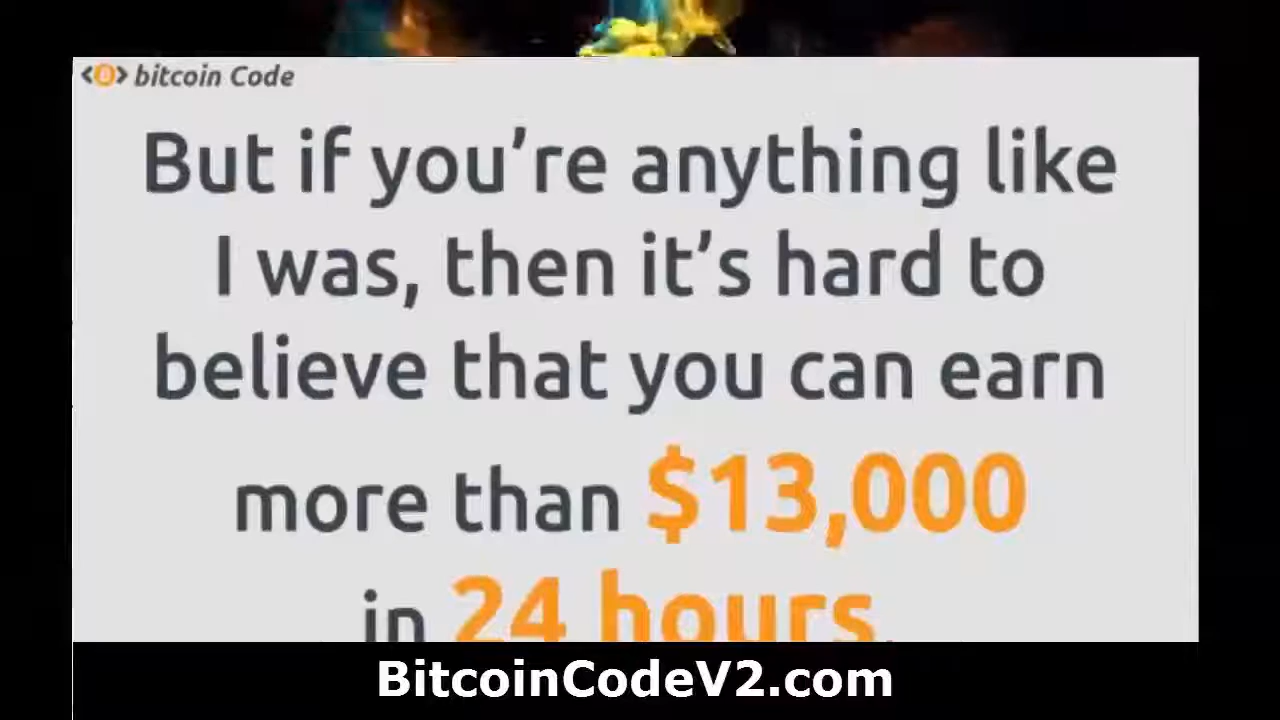 bitcoin Code
But if you're anything like
I was, then it's hard to
believe that you can earn
more than $13,000
in 24 hours.
BitcoinCodeV2.com